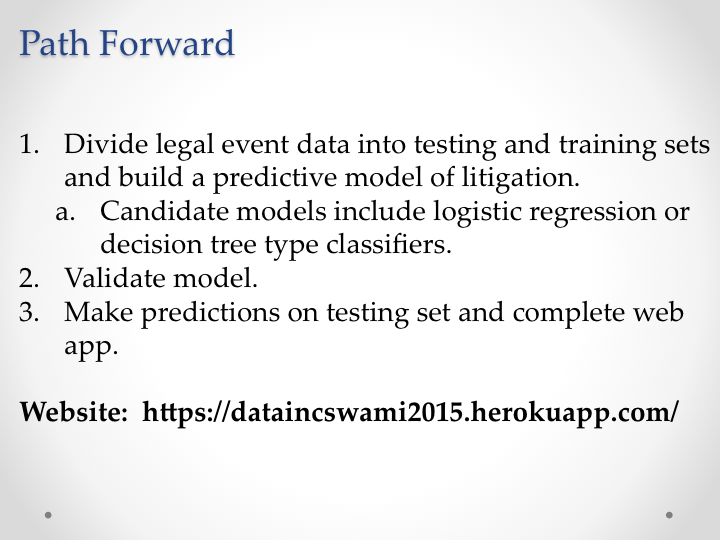 Path Forward
1. Divide legal event data into testing and training sets
and build a predictive model of litigation.
a. Candidate models include logistic regression or
decision tree type classifiers.
2. Validate model.
3. Make predictions on testing set and complete web
app.
Website: https://dataincswami2015.herokuapp.com/